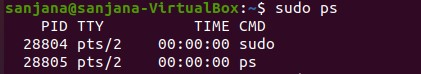 sanjana@sanjana-VirtualBox:~$ sudo ps
PID TTY TIME CMD
28804 pts/2 00:00:00 sudo
28805 pts/2 00:00:00 ps